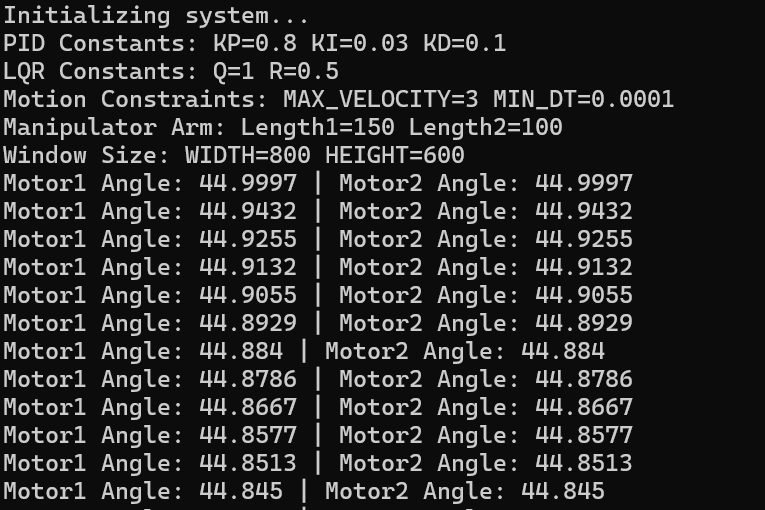 Initializing system...
PID Constants: KP=0.8 KI=0.03 KD=0.1
LQR Constants: Q=1 R=0.5
Motion Constraints: MAX_VELOCITY=3 MIN_DT=0.0001
Manipulator Arm: Length1=150 Length2=100
Window Size: WIDTH=800 HEIGHT=600
Motor1 Angle: 44.9997 | Motor2 Angle: 44.9997
Motor1 Angle: 44.9432 | Motor2 Angle: 44.9432
Motor1 Angle: 44.9255 | Motor2 Angle: 44.9255
Motor1 Angle: 44.9132 | Motor2 Angle: 44.9132
Motor1 Angle: 44.9055 | Motor2 Angle: 44.9055
Motor1 Angle: 44.8929 | Motor2 Angle: 44.8929
Motor1 Angle: 44.884 | Motor2 Angle: 44.884
Motor1 Angle: 44.8786 | Motor2 Angle: 44.8786
Motor1 Angle: 44.8667 | Motor2 Angle: 44.8667
Motor1 Angle: 44.8577 | Motor2 Angle: 44.8577
Motor1 Angle: 44.8513 | Motor2 Angle: 44.8513
Motor1 Angle: 44.845 | Motor2 Angle: 44.845